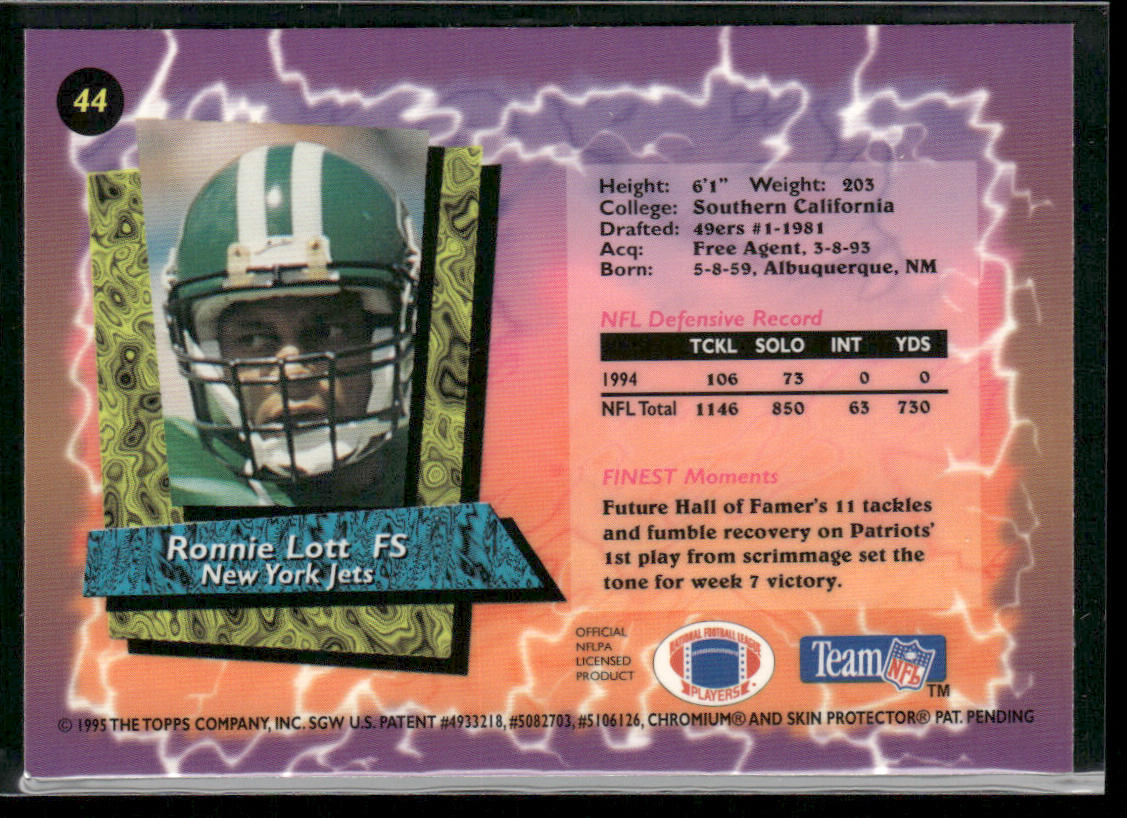 44
Height: 6'1" Weight: 203
College: Southern California
Drafted: 49ers #1-1981
Acq: Free Agent, 3-8-93
Born: 5-8-59, Albuquerque, NM
NFL Defensive Record
TCKL SOLO INT YDS
1994 106 73 0 0
NFL Total 1146 850 63 730
FINEST Moments
Future Hall of Famer's 11 tackles
and fumble recovery on Patriots'
1st play from scrimmage set the
tone for week 7 victory.
Ronnie Lott FS
New York Jets
OFFICIAL
NFLPA
LICENSED
PRODUCT
NATIONAL FOOTBALL LEAGUE
PLAYERS
Team NFL
TM
© 1995 THE TOPPS COMPANY, INC. SGW U.S. PATENT #4933218, #5082703, #5106126, CHROMIUM® AND SKIN PROTECTOR® PAT. PENDING